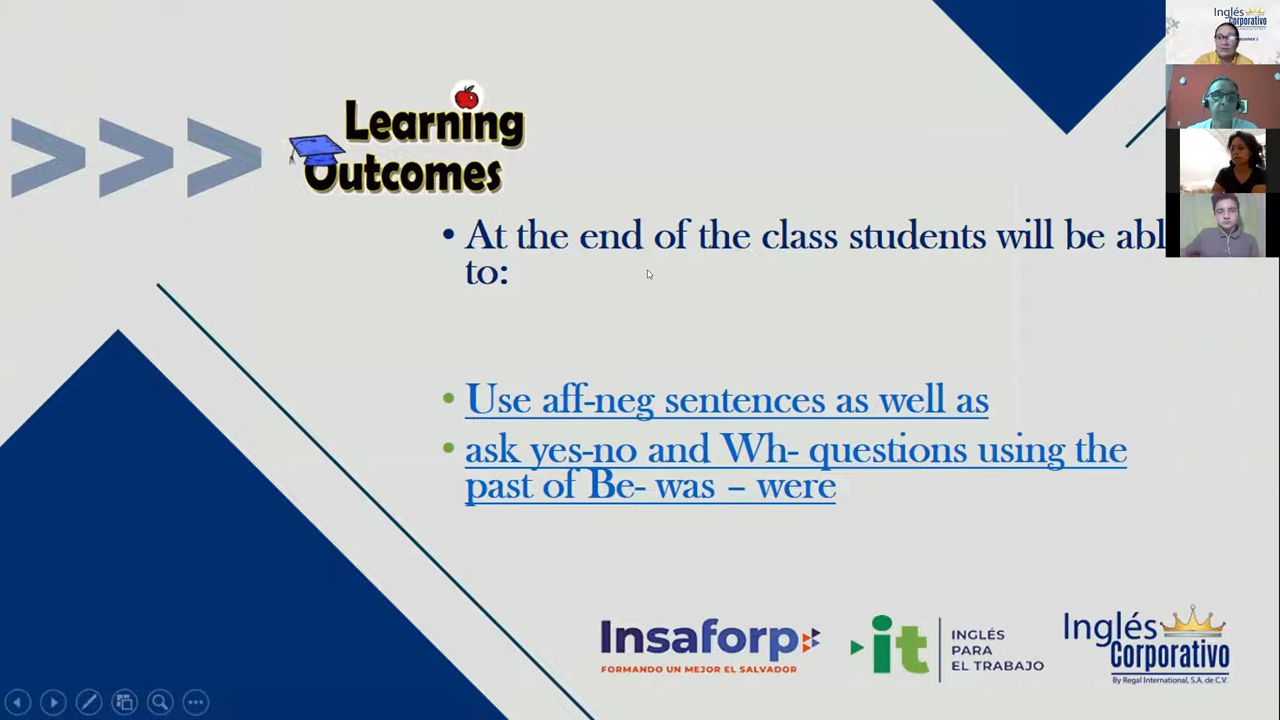 Inglés
Corporativo
Learning
Outcomes
• At the end of the class students will be abl
to:
• Use aff-neg sentences as well as
• ask yes-no and Wh- questions using the
past of Be- was – were
Insaforp
FORMANDO UN MEJOR EL SALVADOR
it
INGLÉS
PARA
EL TRABAJO
Inglés
Corporativo
By Regal International, S.A. de C.V.